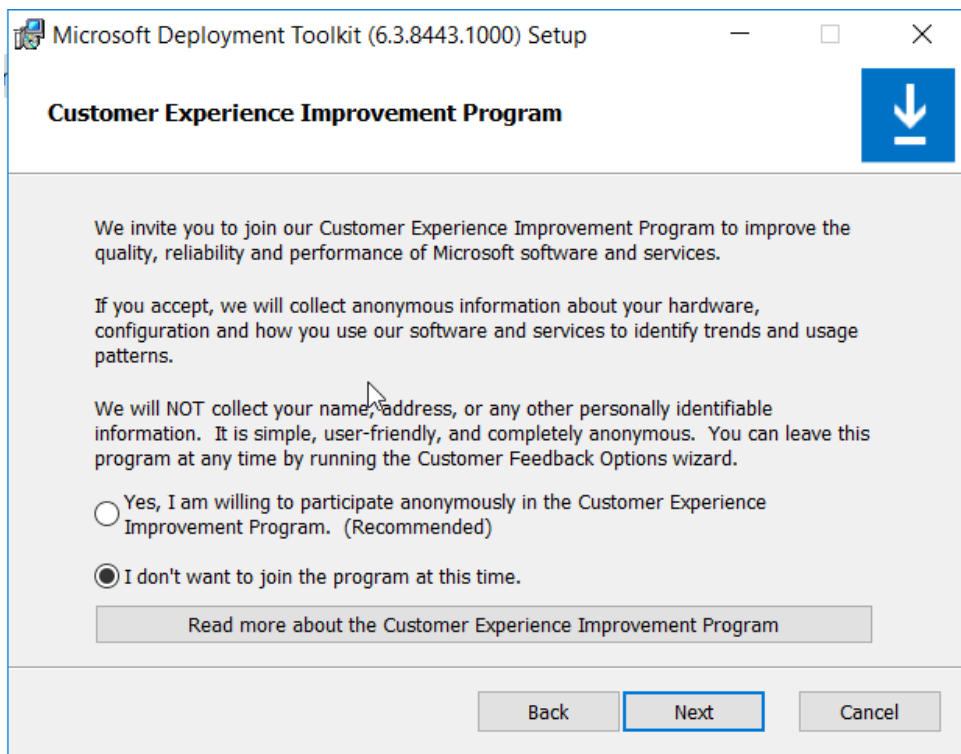 Microsoft Deployment Toolkit (6.3.8443.1000) Setup
Customer Experience Improvement Program
We invite you to join our Customer Experience Improvement Program to improve the
quality, reliability and performance of Microsoft software and services.
If you accept, we will collect anonymous information about your hardware,
configuration and how you use our software and services to identify trends and usage
patterns.
We will NOT collect your name, address, or any other personally identifiable
information.  It is simple, user-friendly, and completely anonymous.  You can leave this
program at any time by running the Customer Feedback Options wizard.
Yes, I am willing to participate anonymously in the Customer Experience
Improvement Program.  (Recommended)
I don't want to join the program at this time.
Read more about the Customer Experience Improvement Program
Back Next Cancel